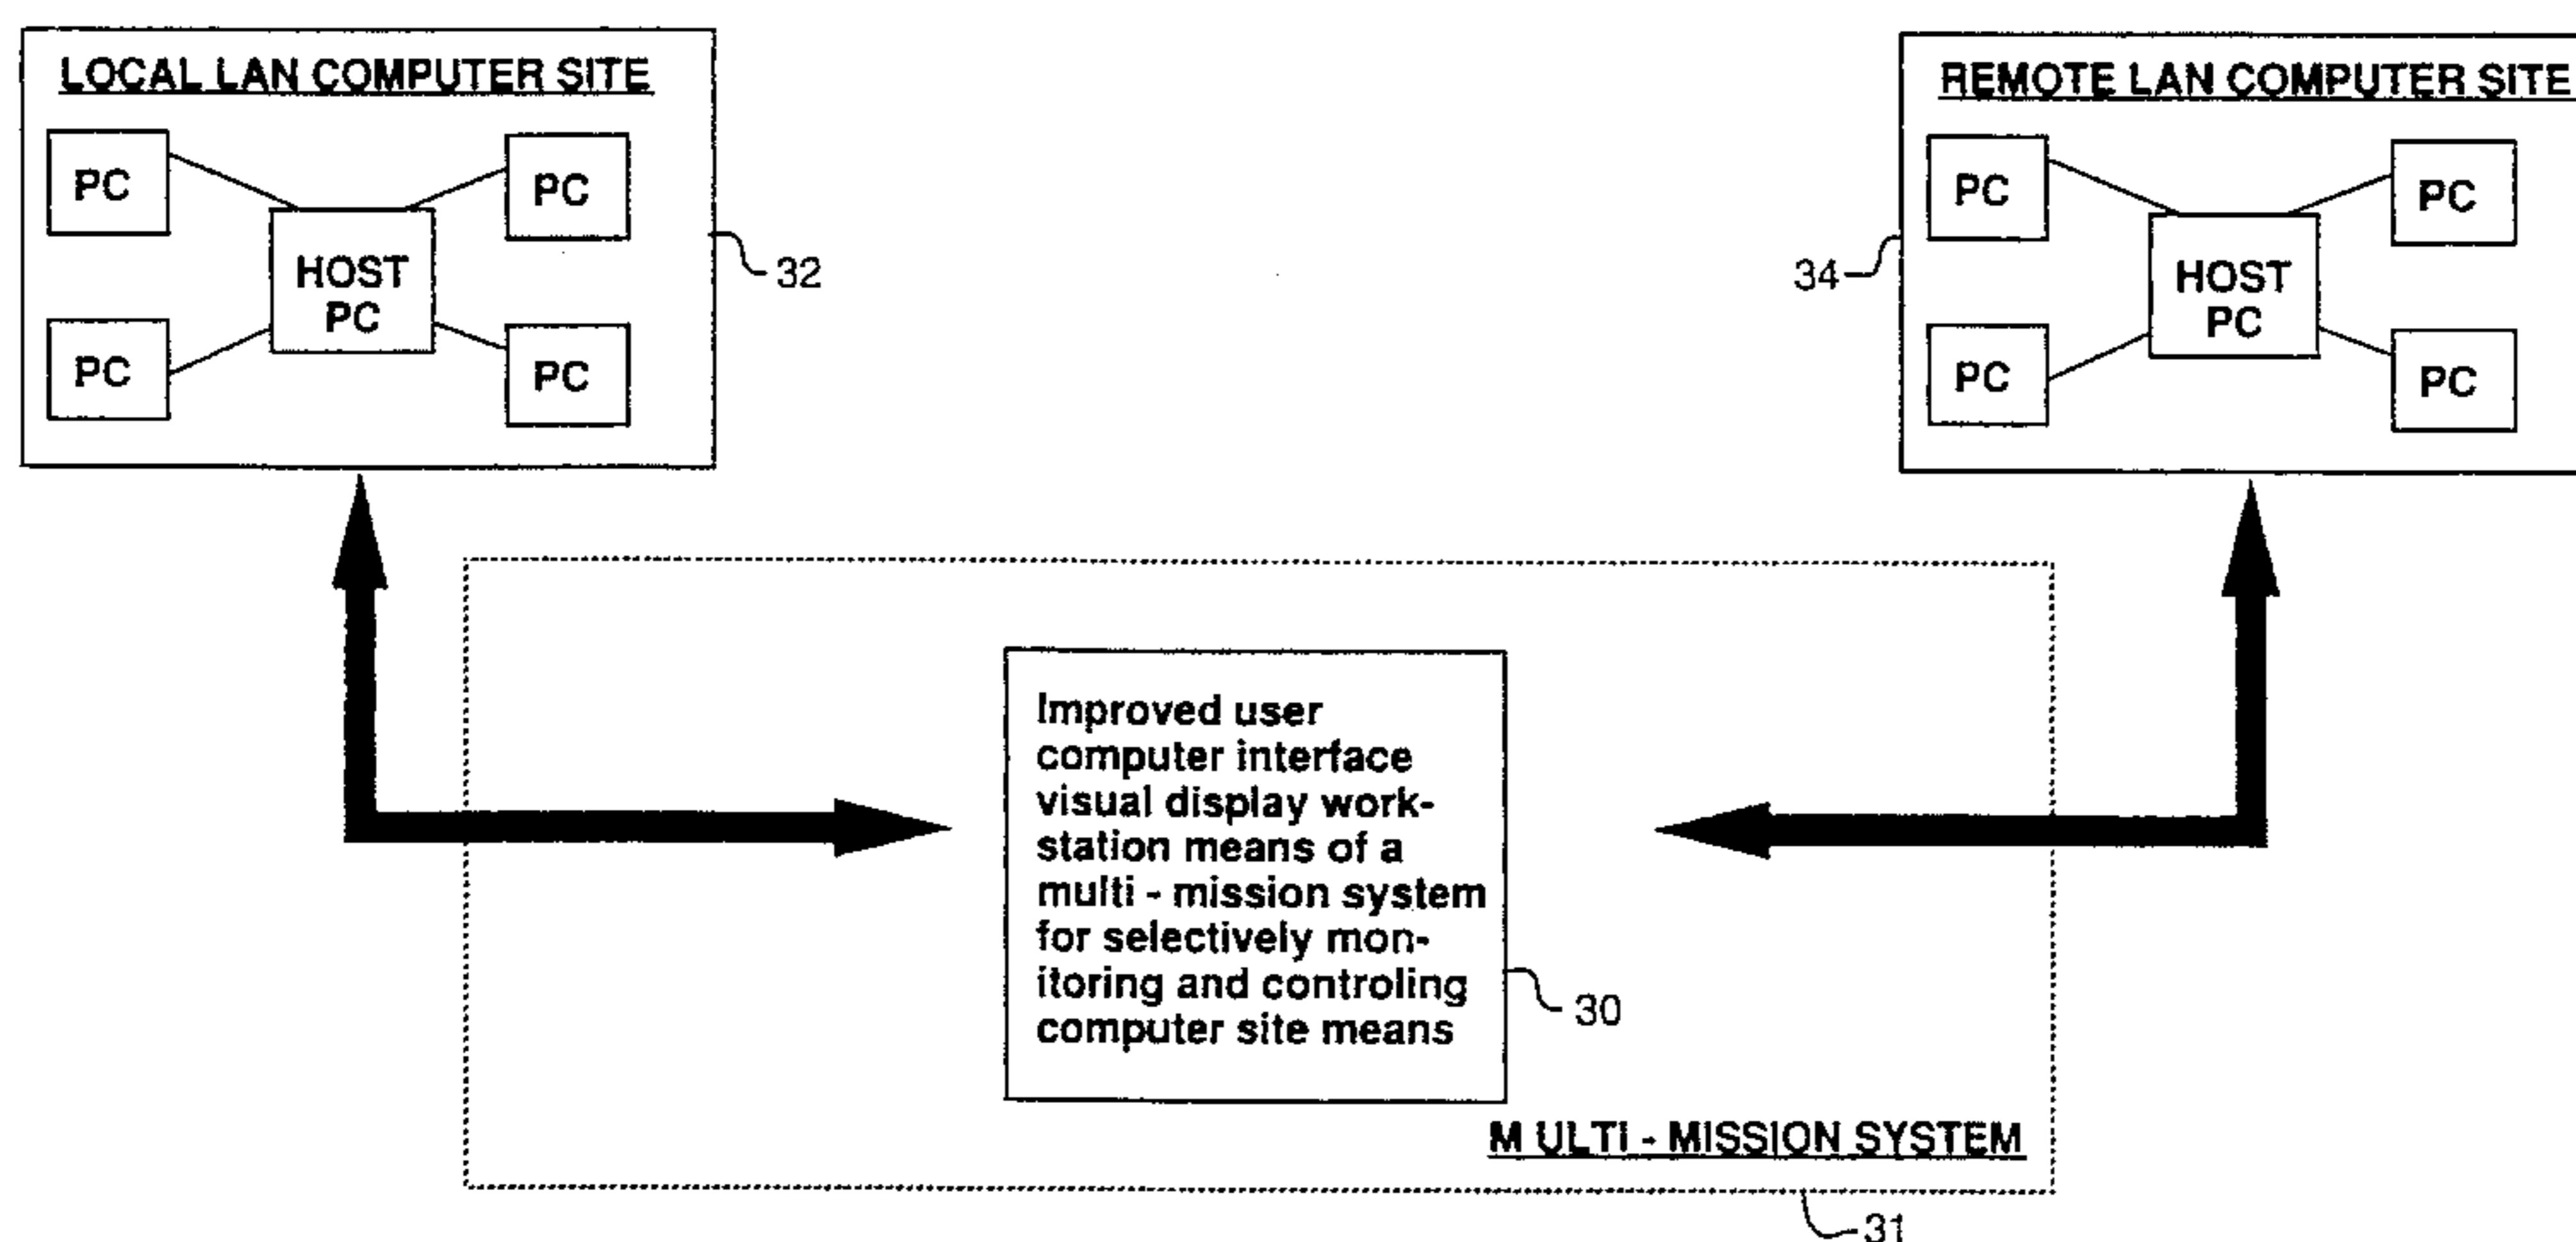 LOCAL LAN COMPUTER SITE
PC
PC
HOST
PC
PC
PC
32
REMOTE LAN COMPUTER SITE
PC
PC
HOST
PC
PC
PC
34
Improved user
computer interface
visual display work-
station means of a
multi - mission system
for selectively mon-
itoring and controling
computer site means
30
M ULTI - MISSION SYSTEM
31